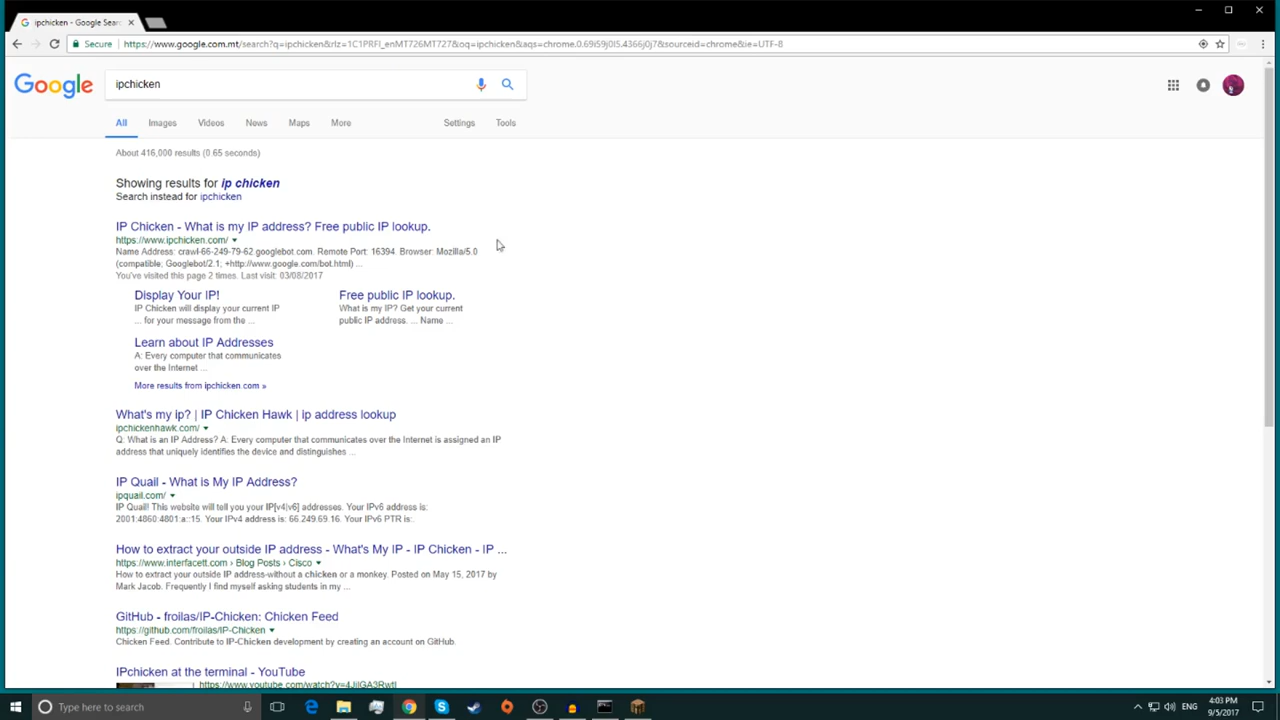 ipchicken - Google Sear
Secure https://www.google.com.mt/search?q=ipchicken&rlz=1C1PRFI_enMT726MT727&oq=ipchicken&aqs=chrome.0.69i59j0l5.4366j0j7&sourceid=chrome&ie=UTF-8
Google ipchicken
All Images Videos News Maps More Settings Tools
About 416,000 results (0.65 seconds)
Showing results for ip chicken
Search instead for ipchicken
IP Chicken - What is my IP address? Free public IP lookup.
https://www.ipchicken.com/
Name Address: crawl-66-249-79-62.googlebot.com. Remote Port: 16394. Browser: Mozilla/5.0
(compatible; Googlebot/2.1; +http://www.google.com/bot.html) ...
You've visited this page 2 times. Last visit: 03/08/2017
Display Your IP! Free public IP lookup.
IP Chicken will display your current IP What is my IP? Get your current
... for your message from the ... public IP address. ... Name ...
Learn about IP Addresses
A: Every computer that communicates
over the Internet ...
More results from ipchicken.com »
What's my ip? | IP Chicken Hawk | ip address lookup
ipchickenhawk.com/
Q: What is an IP Address? A: Every computer that communicates over the Internet is assigned an IP
address that uniquely identifies the device and distinguishes ...
IP Quail - What is My IP Address?
ipquail.com/
IP Quail! This website will tell you your IP[v4|v6] addresses. Your IPv6 address is:
2001:4860:4801:a::15. Your IPv4 address is: 66.249.69.16. Your IPv6 PTR is:
How to extract your outside IP address - What's My IP - IP Chicken - IP ...
https://www.interfacett.com › Blog Posts › Cisco
How to extract your outside IP address-without a chicken or a monkey. Posted on May 15, 2017 by
Mark Jacob. Frequently I find myself asking students in my ...
GitHub - froilas/IP-Chicken: Chicken Feed
https://github.com/froilas/IP-Chicken
Chicken Feed. Contribute to IP-Chicken development by creating an account on GitHub.
IPchicken at the terminal - YouTube
https://www.youtube.com/watch?v=4JilGA3RwtI
Type here to search
ENG
4:03 PM
9/5/2017